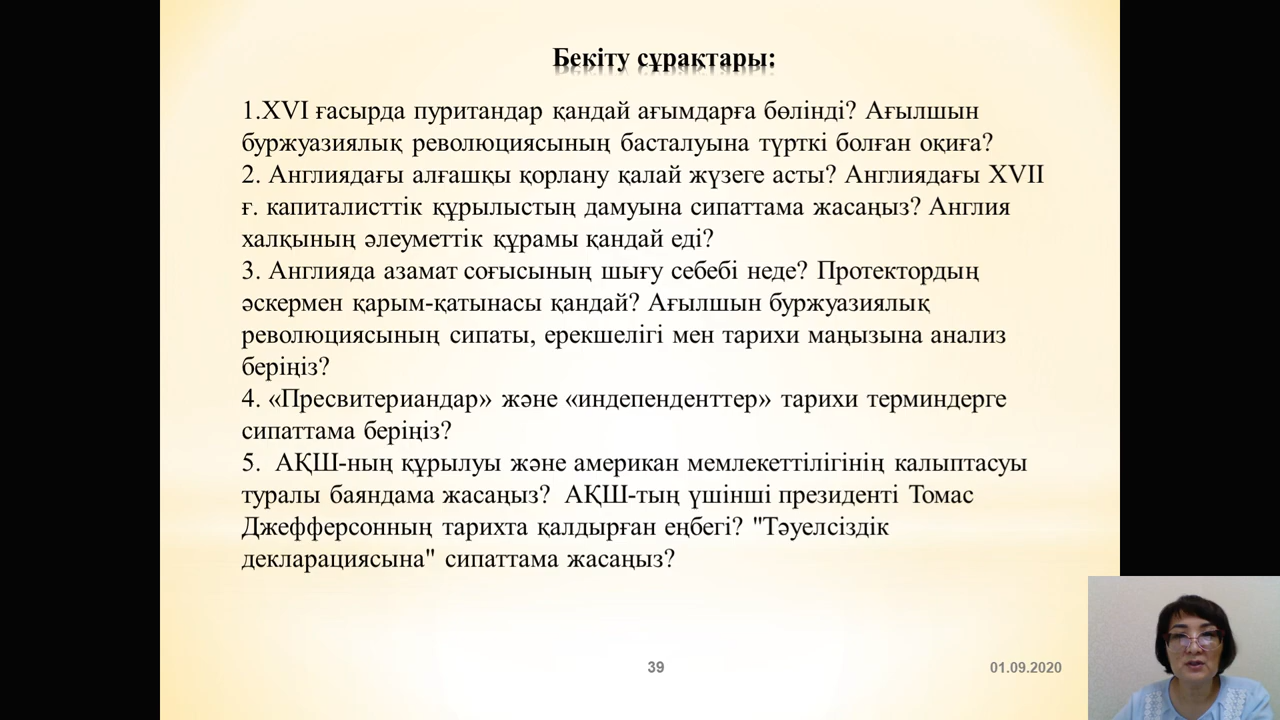 Бекіту сұрақтары:
1.XVI ғасырда пуритандар қандай ағымдарға бөлінді? Ағылшын
буржуазиялық революциясының басталуына түрткі болған оқиға?
2. Англиядағы алғашқы қорлану қалай жүзеге асты? Англиядағы XVII
ғ. капиталисттік құрылыстың дамуына сипаттама жасаңыз? Англия
халқының әлеуметтік құрамы қандай еді?
3. Англияда азамат соғысының шығу себебі неде? Протектордың
әскермен қарым-қатынасы қандай? Ағылшын буржуазиялық
революциясының сипаты, ерекшелігі мен тарихи маңызына анализ
беріңіз?
4. «Пресвитериандар» және «индепенденттер» тарихи терминдерге
сипаттама беріңіз?
5.  АҚШ-ның құрылуы және американ мемлекеттілігінің калыптасуы
туралы баяндама жасаңыз?  АҚШ-тың үшінші президенті Томас
Джефферсонның тарихта қалдырған еңбегі? "Тәуелсіздік
декларациясына" сипаттама жасаңыз?
39
01.09.2020